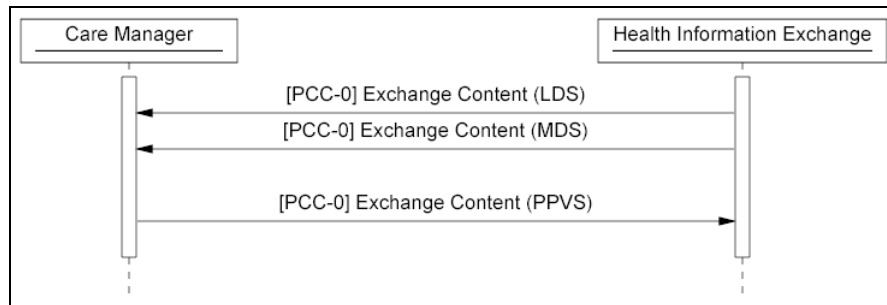 Care Manager
Health Information Exchange
[PCC-0] Exchange Content (LDS)
[PCC-0] Exchange Content (MDS)
[PCC-0] Exchange Content (PPVS)